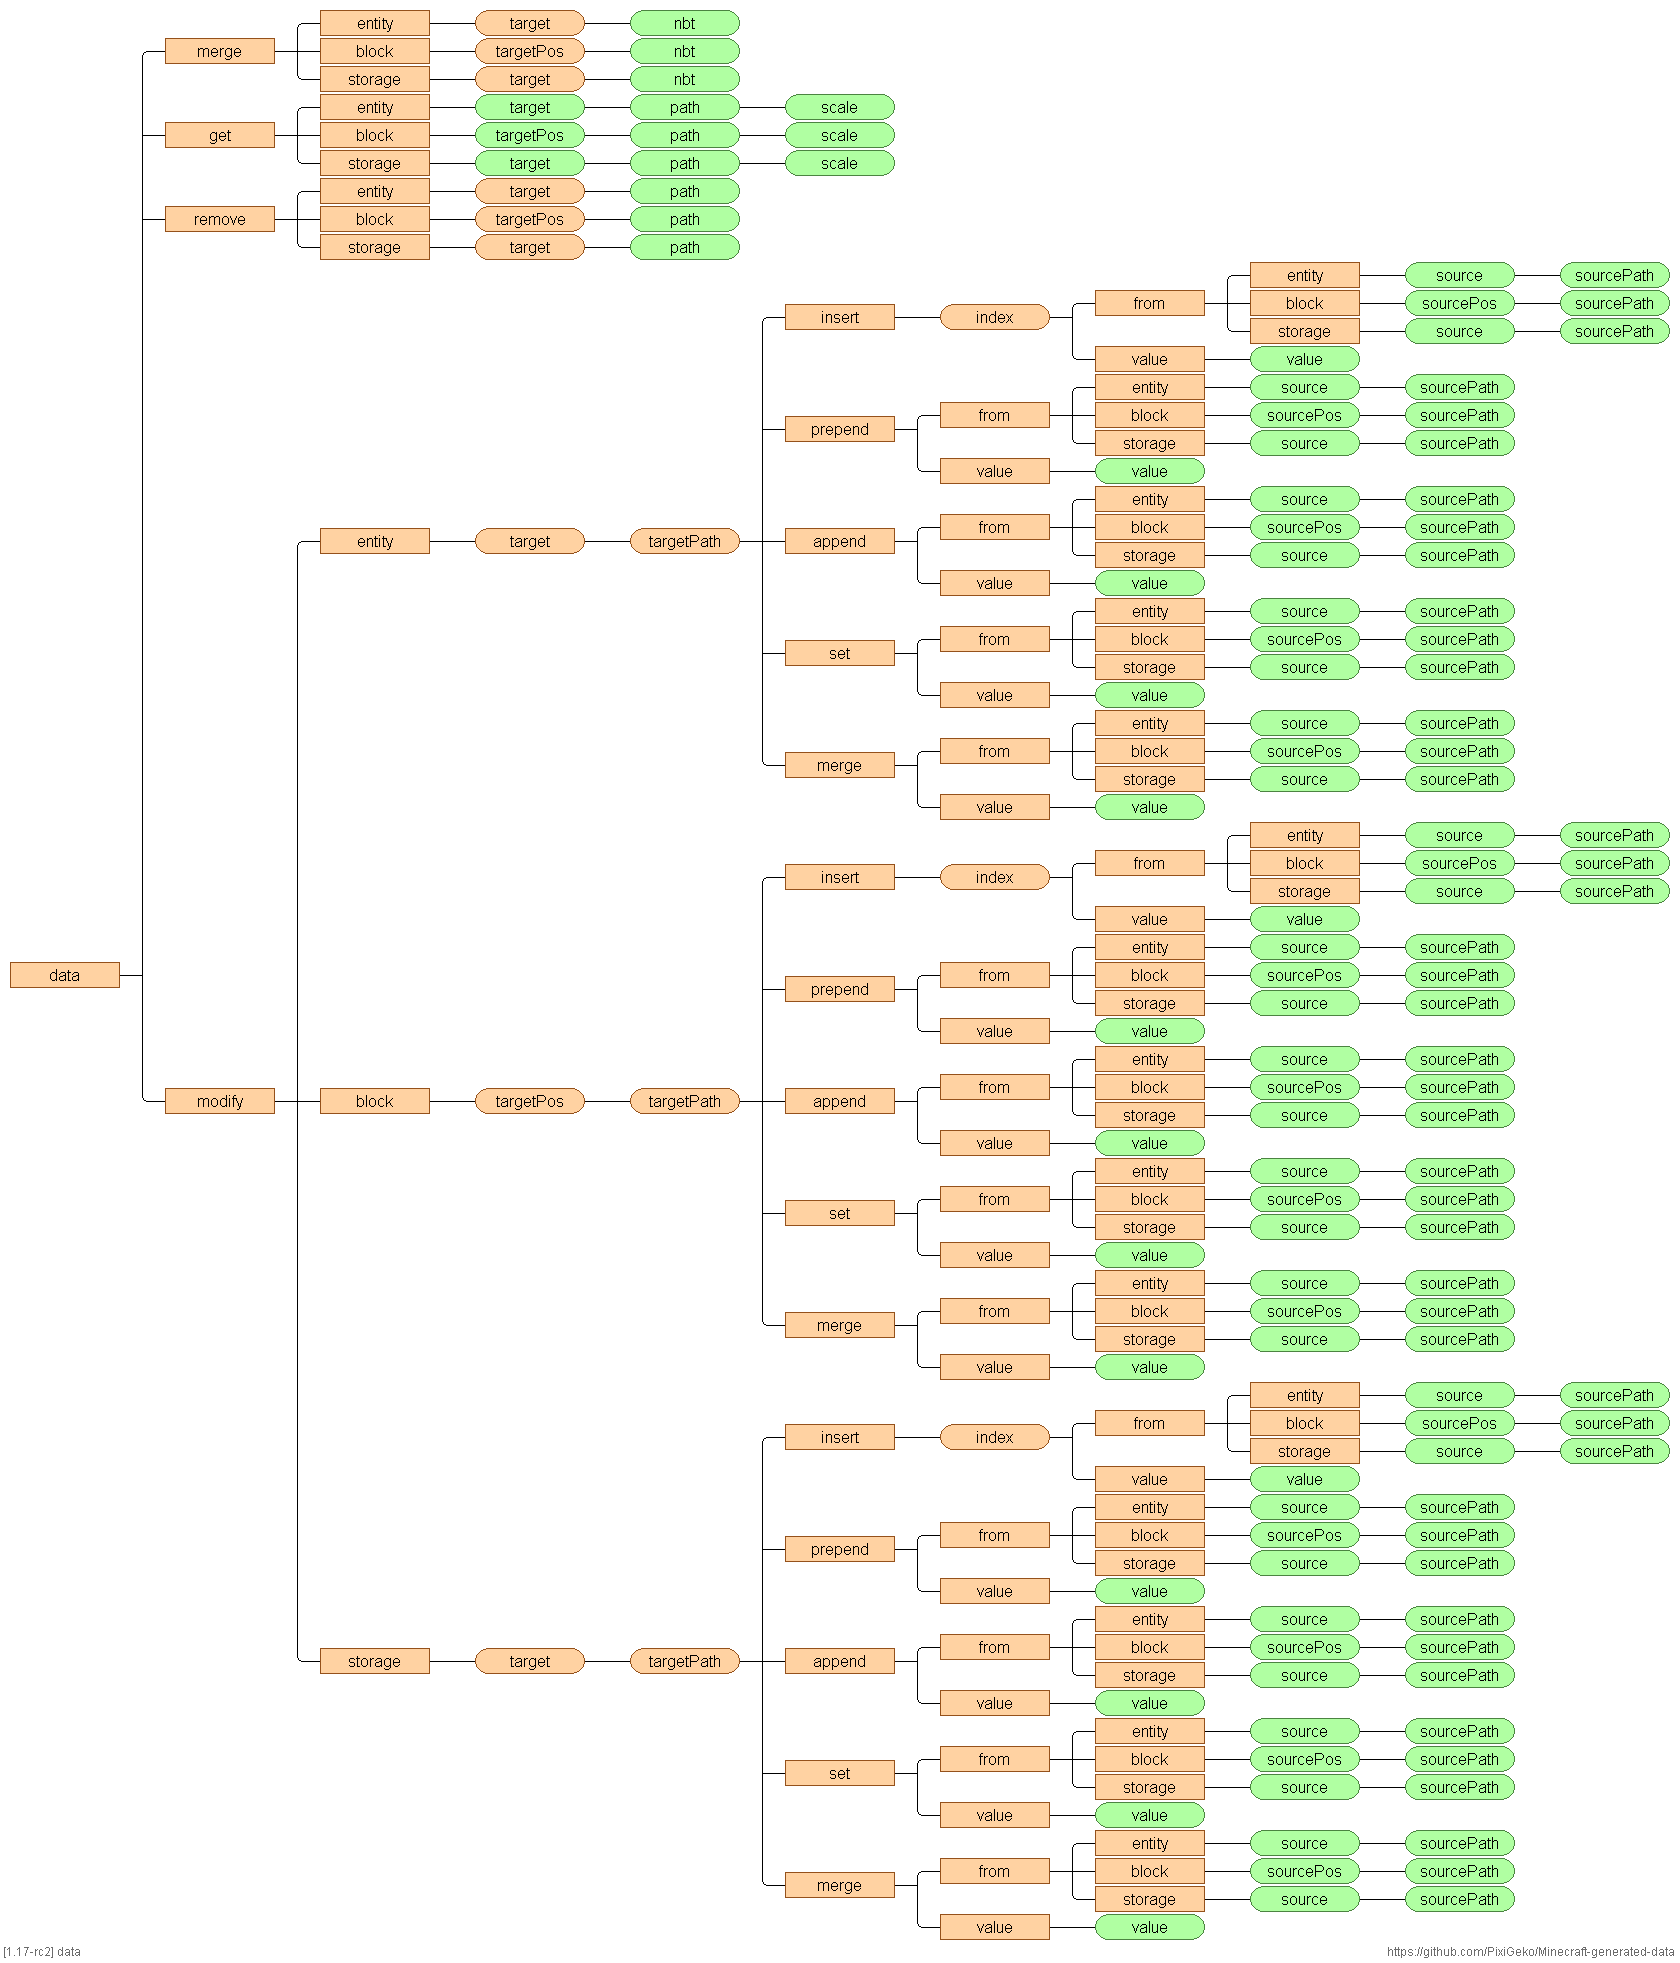 entity target nbt
merge block targetPos nbt
storage target nbt
entity target path scale
get block targetPos path scale
storage target path scale
entity target path
remove block targetPos path
storage target path
entity source sourcePath
insert index from block sourcePos sourcePath
storage source sourcePath
value value
entity source sourcePath
prepend from block sourcePos sourcePath
storage source sourcePath
value value
entity source sourcePath
entity target targetPath append from block sourcePos sourcePath
storage source sourcePath
value value
entity source sourcePath
set from block sourcePos sourcePath
storage source sourcePath
value value
entity source sourcePath
merge from block sourcePos sourcePath
storage source sourcePath
value value
entity source sourcePath
insert index from block sourcePos sourcePath
storage source sourcePath
value value
entity source sourcePath
data prepend from block sourcePos sourcePath
storage source sourcePath
value value
entity source sourcePath
modify block targetPos targetPath append from block sourcePos sourcePath
storage source sourcePath
value value
entity source sourcePath
set from block sourcePos sourcePath
storage source sourcePath
value value
entity source sourcePath
merge from block sourcePos sourcePath
storage source sourcePath
value value
entity source sourcePath
insert index from block sourcePos sourcePath
storage source sourcePath
value value
entity source sourcePath
prepend from block sourcePos sourcePath
storage source sourcePath
value value
entity source sourcePath
storage target targetPath append from block sourcePos sourcePath
storage source sourcePath
value value
entity source sourcePath
set from block sourcePos sourcePath
storage source sourcePath
value value
entity source sourcePath
merge from block sourcePos sourcePath
storage source sourcePath
value value
[1.17-rc2] data https://github.com/PixiGeko/Minecraft-generated-data